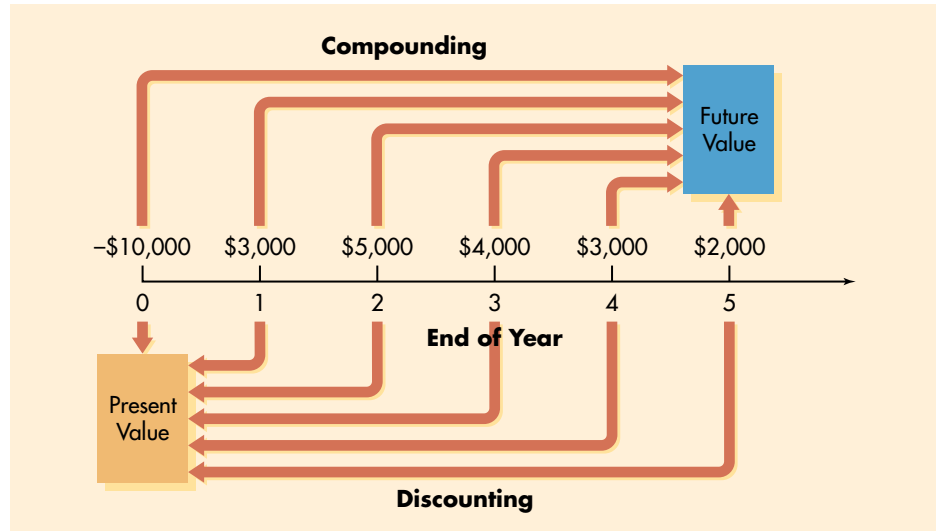 Compounding
Future
Value
–$10,000 $3,000 $5,000 $4,000 $3,000 $2,000
0 1 2 3 4 5
End of Year
Present
Value
Discounting